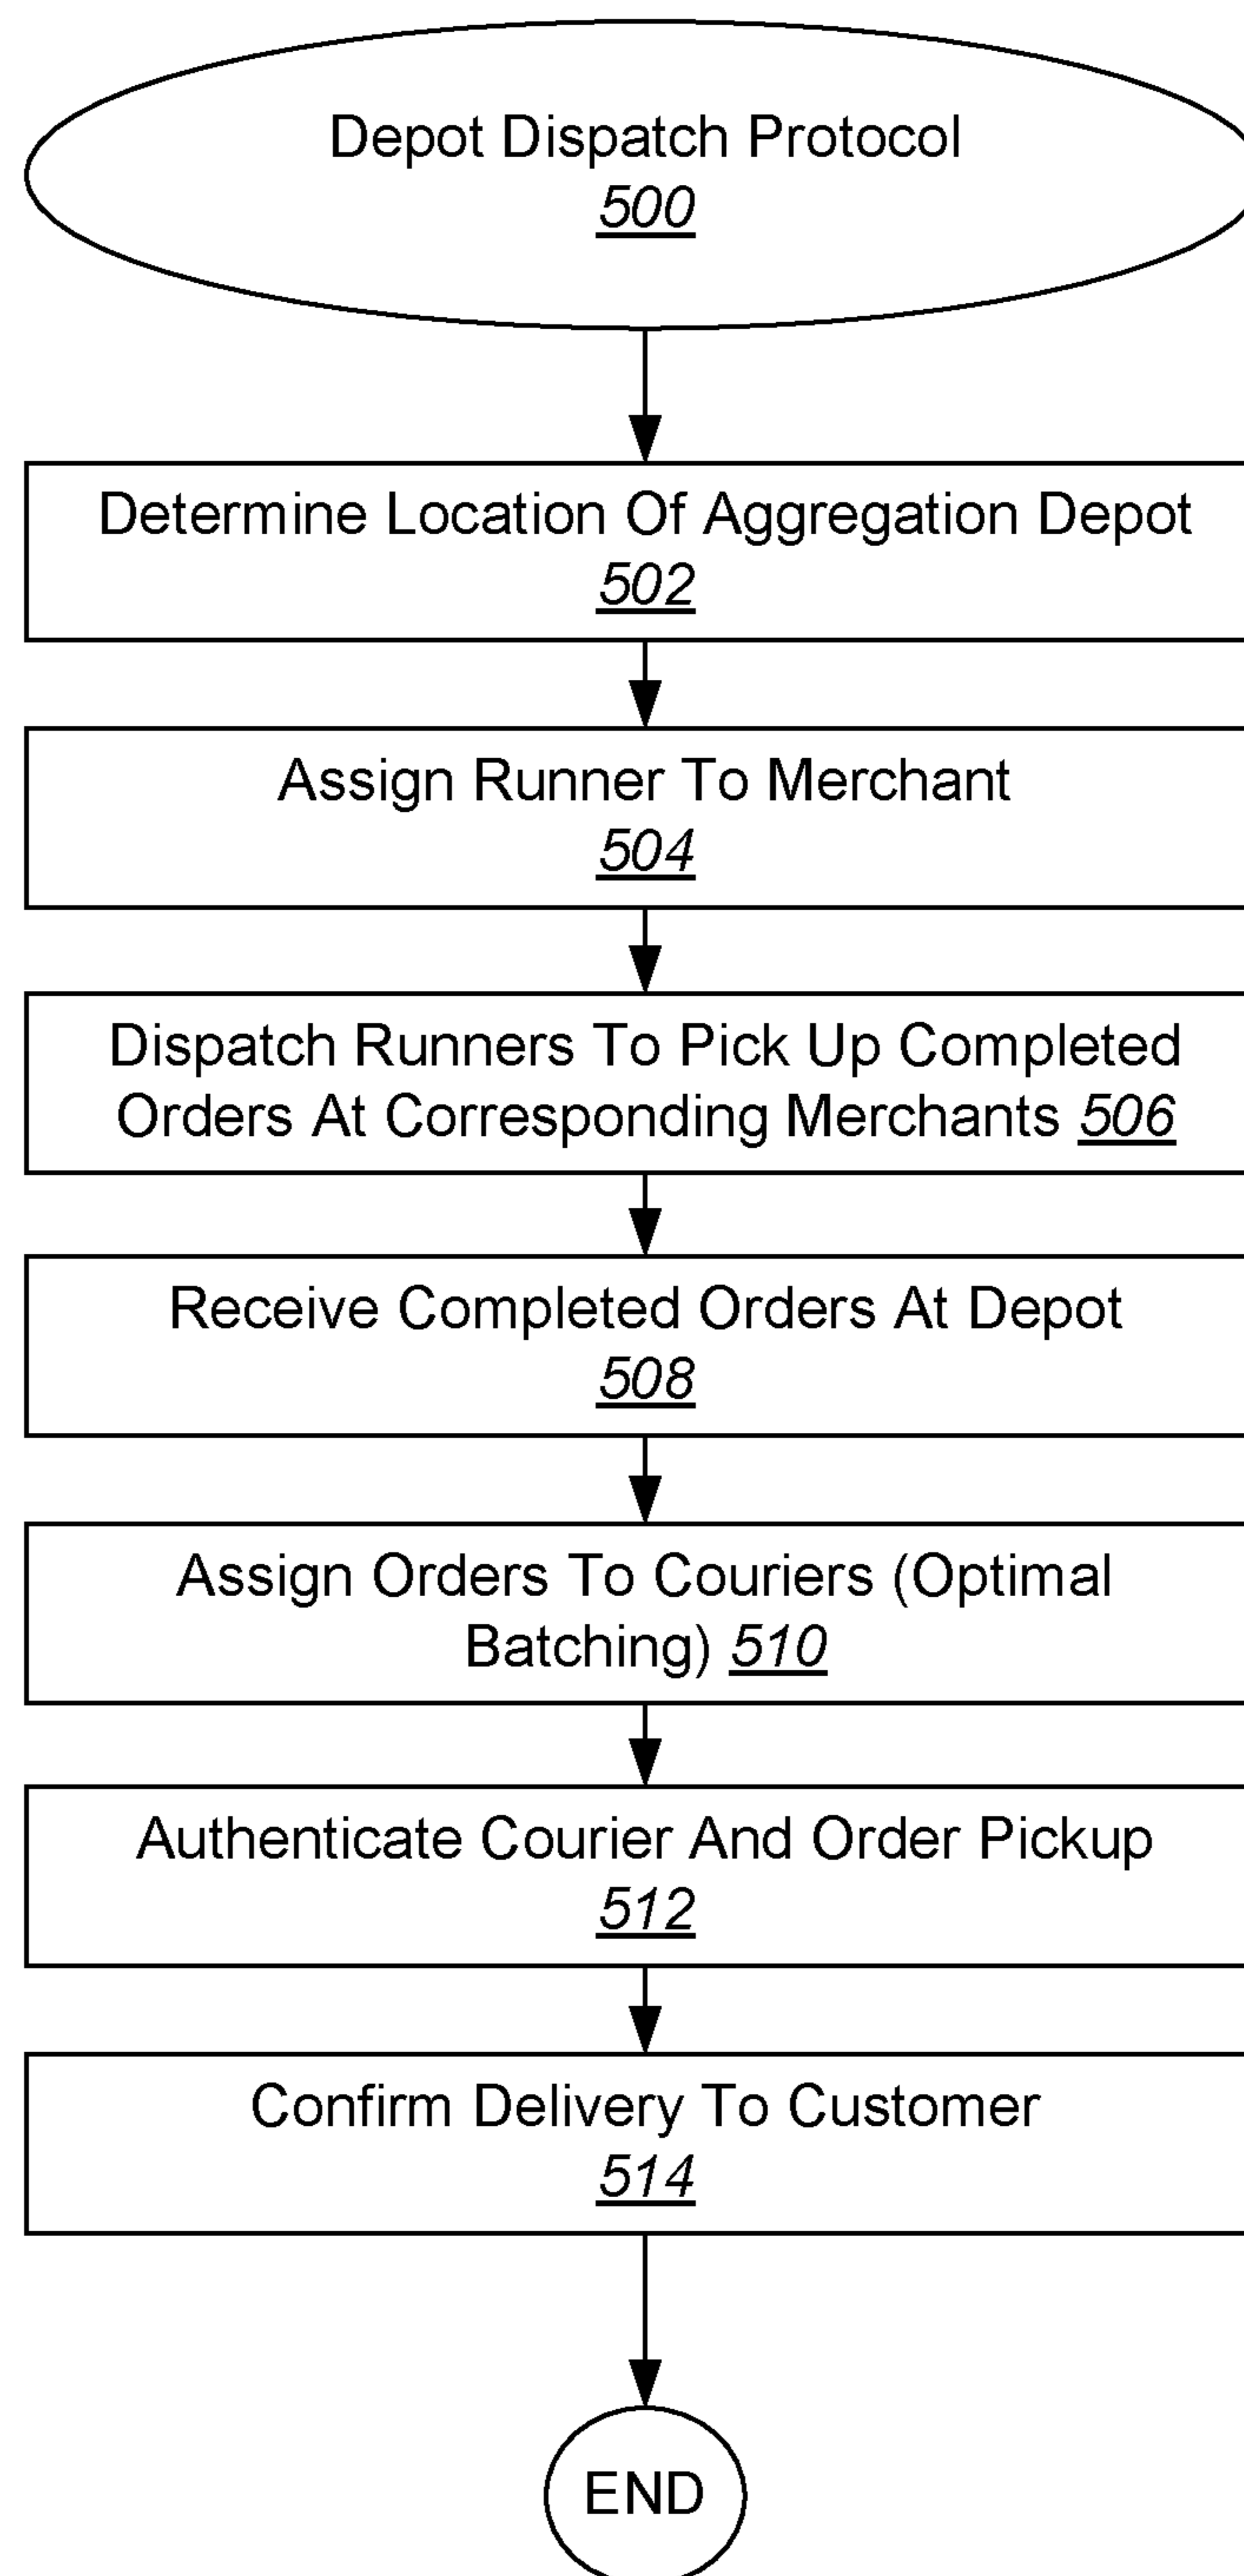 Depot Dispatch Protocol
500
Determine Location Of Aggregation Depot
502
Assign Runner To Merchant
504
Dispatch Runners To Pick Up Completed
Orders At Corresponding Merchants 506
Receive Completed Orders At Depot
508
Assign Orders To Couriers (Optimal
Batching) 510
Authenticate Courier And Order Pickup
512
Confirm Delivery To Customer
514
END